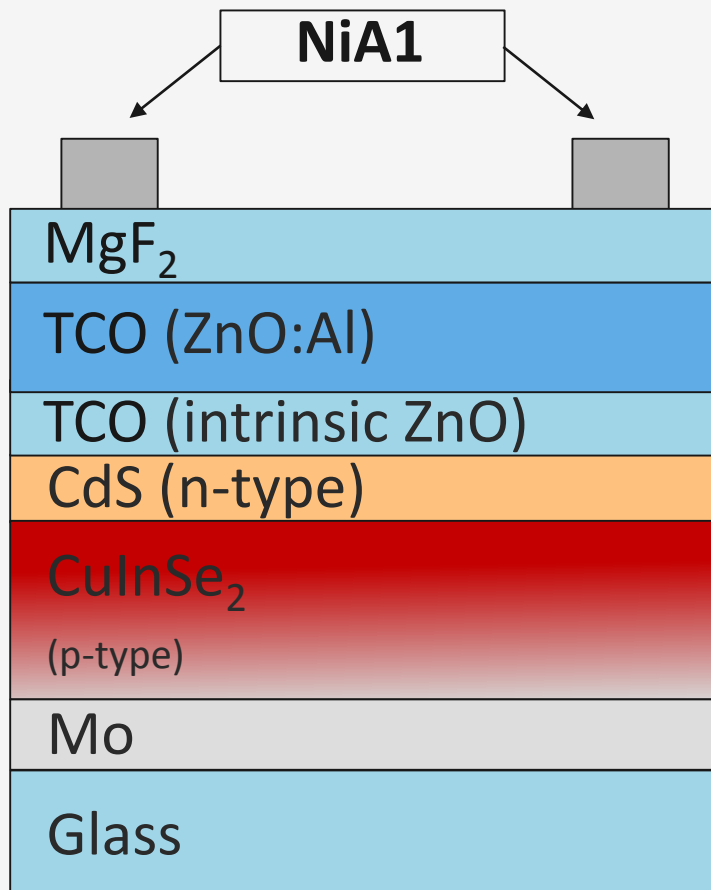 NiA1
MgF₂
TCO (ZnO:Al)
TCO (intrinsic ZnO)
CdS (n-type)
CuInSe₂
(p-type)
Mo
Glass